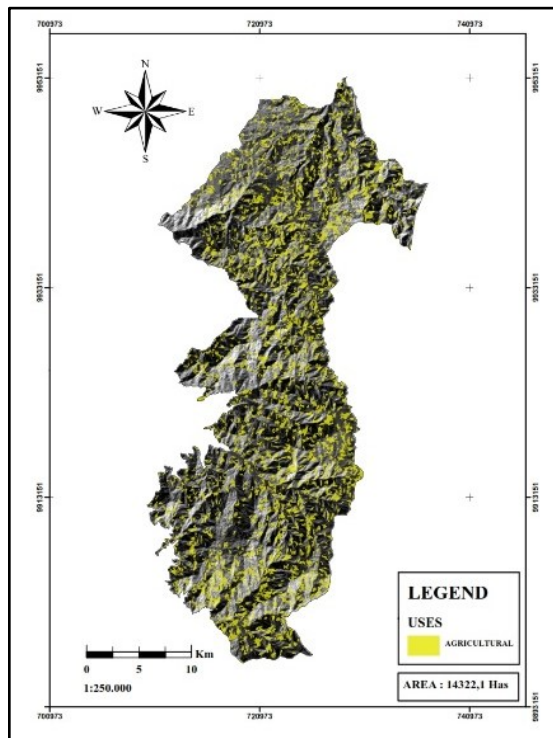 700973 720973 740973
9953151 9953151
N
W E
S
9933151 9933151
9913151 9913151
LEGEND
USES
AGRICULTURAL
Km
0 5 10
1:250.000
AREA : 14322,1 Has
9893151
700973 720973 740973